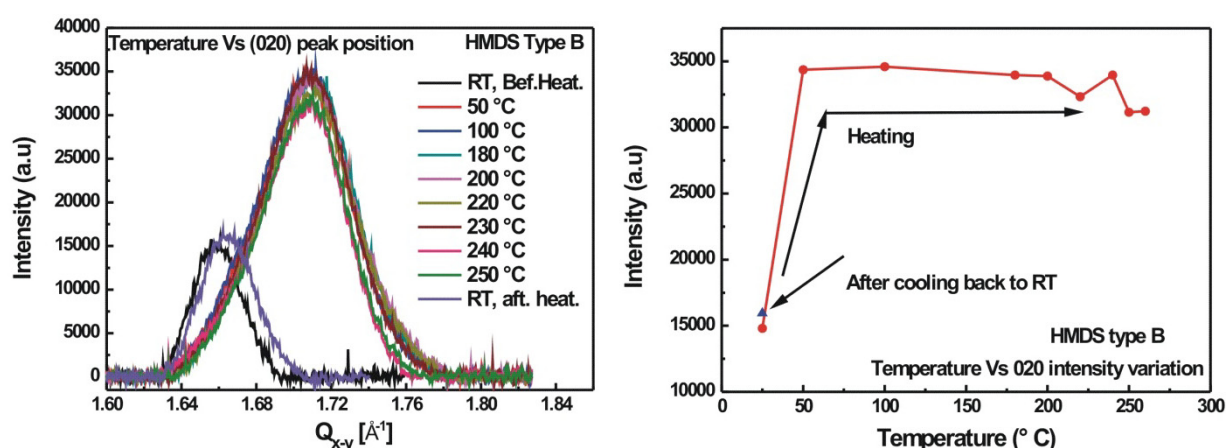 Temperature Vs (020) peak position
HMDS Type B
RT, Bef.Heat.
50 °C
100 °C
180 °C
200 °C
220 °C
230 °C
240 °C
250 °C
RT, aft. heat.
40000
35000
30000
25000
20000
15000
10000
5000
0
Intensity (a.u)
1.60 1.64 1.68 1.72 1.76 1.80 1.84
Qx-y [Å-1]
35000
30000
25000
20000
15000
10000
Intensity (a.u)
Heating
After cooling back to RT
HMDS type B
Temperature Vs 020 intensity variation
0 50 100 150 200 250 300
Temperature (° C)